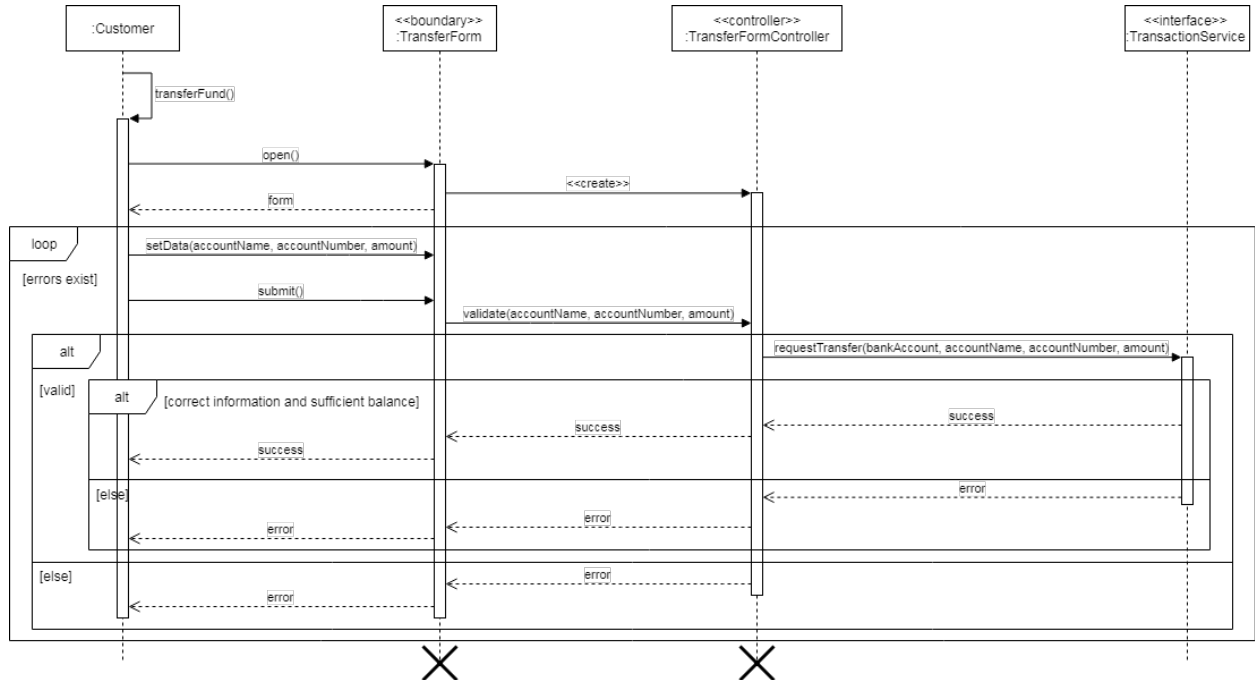 :Customer
<<boundary>>
:TransferForm
<<controller>>
:TransferFormController
<<interface>>
:TransactionService
transferFund()
open()
<<create>>
form
loop
setData(accountName, accountNumber, amount)
[errors exist]
submit()
validate(accountName, accountNumber, amount)
alt
requestTransfer(bankAccount, accountName, accountNumber, amount)
[valid]
alt
[correct information and sufficient balance]
success
success
success
[else]
error
error
error
[else]
error
error